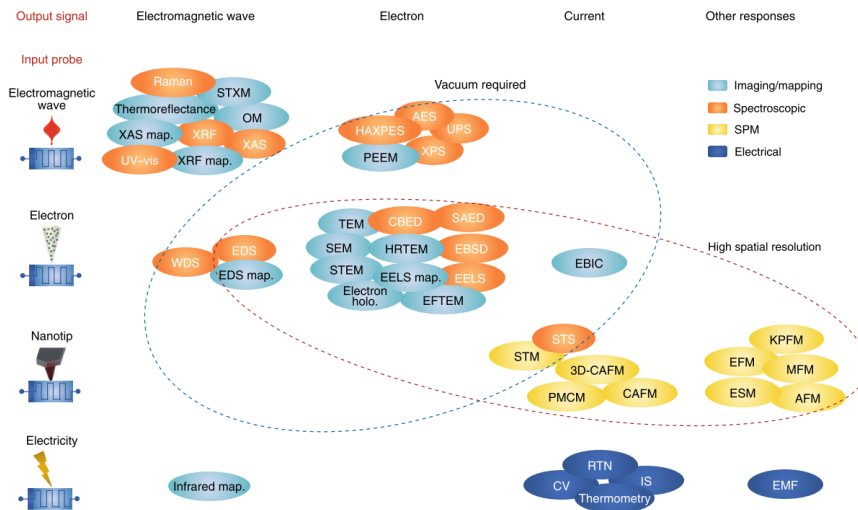 Output signal
Electromagnetic wave
Electron
Current
Other responses
Input probe
Electromagnetic
wave
Raman
STXM
Thermoreflectance
OM
XAS map.
XRF
XAS
UV–vis
XRF map.
Vacuum required
AES
HAXPES
UPS
PEEM
XPS
Imaging/mapping
Spectroscopic
SPM
Electrical
Electron
WDS
EDS
EDS map.
TEM
CBED
SAED
SEM
HRTEM
EBSD
STEM
EELS map.
EELS
Electron
holo.
EFTEM
EBIC
High spatial resolution
Nanotip
STS
STM
3D-CAFM
PMCM
CAFM
KPFM
EFM
MFM
ESM
AFM
Electricity
Infrared map.
RTN
CV
IS
Thermometry
EMF